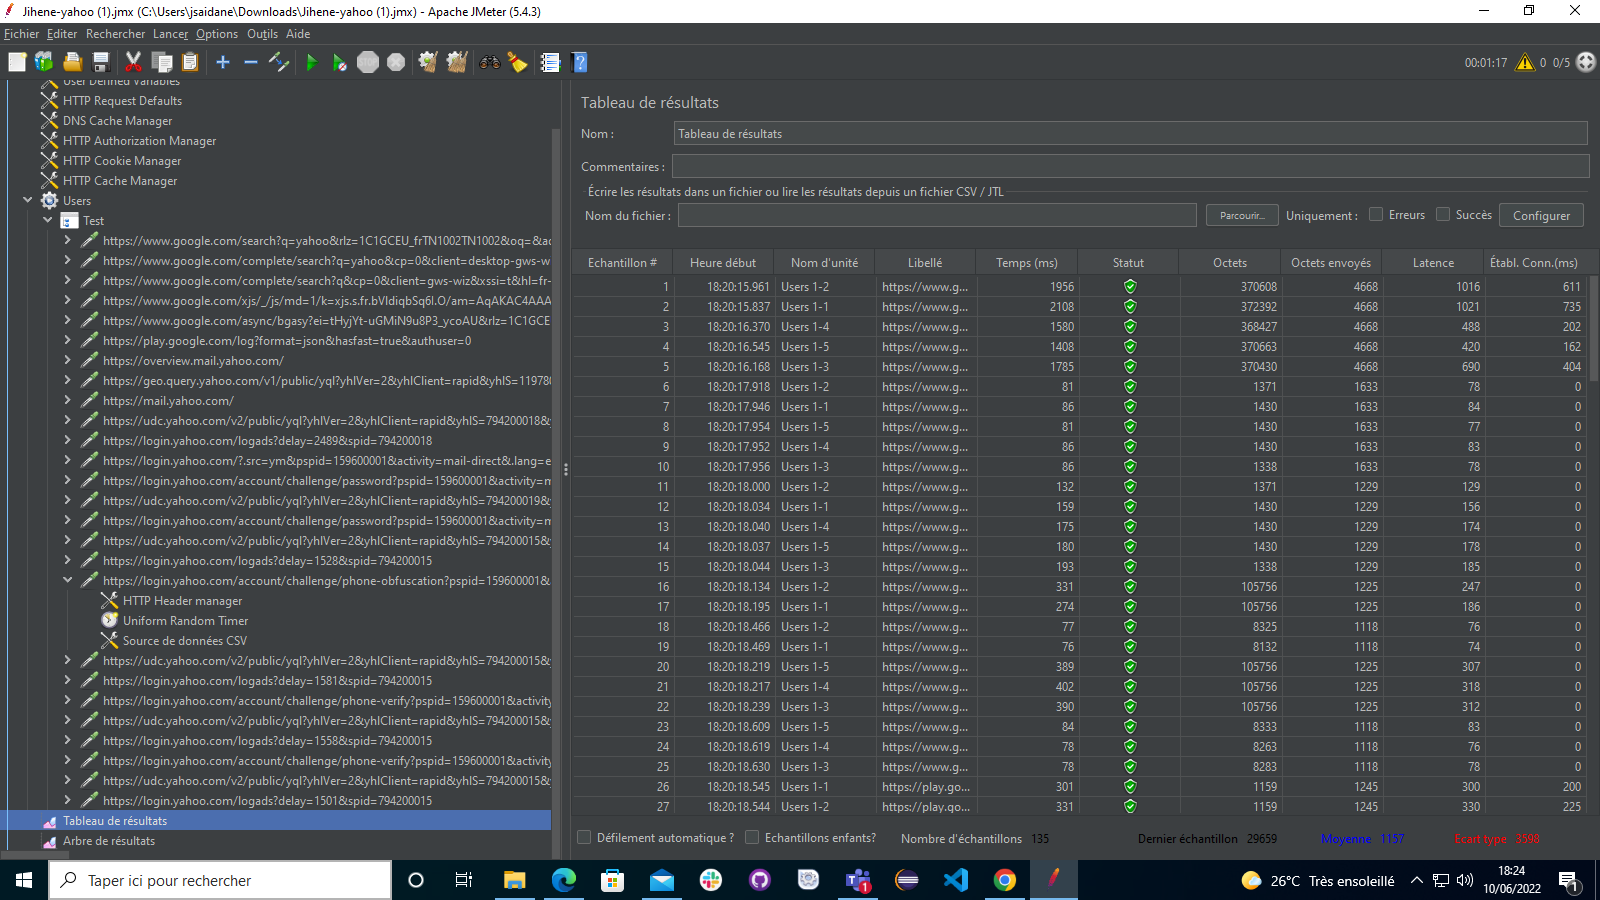 Jihene-yahoo (1).jmx (C:\Users\jsaidane\Downloads\Jihene-yahoo (1).jmx) - Apache JMeter (5.4.3)
Fichier Editer Rechercher Lancer Options Outils Aide
00:01:17 0 0/5
User Defined Variables
HTTP Request Defaults
DNS Cache Manager
HTTP Authorization Manager
HTTP Cookie Manager
HTTP Cache Manager
Users
Test
https://www.google.com/search?q=yahoo&rlz=1C1GCEU_frTN1002TN1002&oq=&ac
https://www.google.com/complete/search?q=yahoo&cp=0&client=desktop-gws-w
https://www.google.com/complete/search?q&cp=0&client=gws-wiz&xssi=t&hl=fr-
https://www.google.com/xjs/_/js/md=1/k=xjs.s.fr.bVIdiqbSq6I.O/am=AqAKAC4AAA
https://www.google.com/async/bgasy?ei=tHyjYt-uGMiN9u8P3_ycoAU&rlz=1C1GCE
https://play.google.com/log?format=json&hasfast=true&authuser=0
https://overview.mail.yahoo.com/
https://geo.query.yahoo.com/v1/public/yql?yhlVer=2&yhlClient=rapid&yhlS=119780
https://mail.yahoo.com/
https://udc.yahoo.com/v2/public/yql?yhlVer=2&yhlClient=rapid&yhlS=794200018&
https://login.yahoo.com/logads?delay=2489&spid=794200018
https://login.yahoo.com/?.src=ym&pspid=159600001&activity=mail-direct&.lang=e
https://login.yahoo.com/account/challenge/password?pspid=159600001&activity=m
https://udc.yahoo.com/v2/public/yql?yhlVer=2&yhlClient=rapid&yhlS=794200019&
https://login.yahoo.com/account/challenge/password?pspid=159600001&activity=m
https://udc.yahoo.com/v2/public/yql?yhlVer=2&yhlClient=rapid&yhlS=794200015&
https://login.yahoo.com/logads?delay=1528&spid=794200015
https://login.yahoo.com/account/challenge/phone-obfuscation?pspid=159600001&
HTTP Header manager
Uniform Random Timer
Source de données CSV
https://udc.yahoo.com/v2/public/yql?yhlVer=2&yhlClient=rapid&yhlS=794200015&
https://login.yahoo.com/logads?delay=1581&spid=794200015
https://login.yahoo.com/account/challenge/phone-verify?pspid=159600001&activity
https://udc.yahoo.com/v2/public/yql?yhlVer=2&yhlClient=rapid&yhlS=794200015&
https://login.yahoo.com/logads?delay=1558&spid=794200015
https://login.yahoo.com/account/challenge/phone-verify?pspid=159600001&activity
https://udc.yahoo.com/v2/public/yql?yhlVer=2&yhlClient=rapid&yhlS=794200015&
https://login.yahoo.com/logads?delay=1501&spid=794200015
Tableau de résultats
Arbre de résultats
Tableau de résultats
Nom : Tableau de résultats
Commentaires :
Écrire les résultats dans un fichier ou lire les résultats depuis un fichier CSV / JTL
Nom du fichier : Parcourir... Uniquement : Erreurs Succès Configurer
Echantillon # Heure début Nom d'unité Libellé Temps (ms) Statut Octets Octets envoyés Latence Établ. Conn.(ms)
1 18:20:15.961 Users 1-2 https://www.g... 1956 370608 4668 1016 611
2 18:20:15.837 Users 1-1 https://www.g... 2108 372392 4668 1021 735
3 18:20:16.370 Users 1-4 https://www.g... 1580 368427 4668 488 202
4 18:20:16.545 Users 1-5 https://www.g... 1408 370663 4668 420 162
5 18:20:16.168 Users 1-3 https://www.g... 1785 370430 4668 690 404
6 18:20:17.918 Users 1-2 https://www.g... 81 1371 1633 78 0
7 18:20:17.946 Users 1-1 https://www.g... 86 1430 1633 84 0
8 18:20:17.954 Users 1-5 https://www.g... 81 1430 1633 77 0
9 18:20:17.952 Users 1-4 https://www.g... 86 1430 1633 83 0
10 18:20:17.956 Users 1-3 https://www.g... 86 1338 1633 78 0
11 18:20:18.000 Users 1-2 https://www.g... 132 1371 1229 129 0
12 18:20:18.034 Users 1-1 https://www.g... 159 1430 1229 156 0
13 18:20:18.040 Users 1-4 https://www.g... 175 1430 1229 174 0
14 18:20:18.037 Users 1-5 https://www.g... 180 1430 1229 178 0
15 18:20:18.044 Users 1-3 https://www.g... 193 1338 1229 185 0
16 18:20:18.134 Users 1-2 https://www.g... 331 105756 1225 247 0
17 18:20:18.195 Users 1-1 https://www.g... 274 105756 1225 186 0
18 18:20:18.466 Users 1-2 https://www.g... 77 8325 1118 76 0
19 18:20:18.469 Users 1-1 https://www.g... 76 8132 1118 74 0
20 18:20:18.219 Users 1-5 https://www.g... 389 105756 1225 307 0
21 18:20:18.217 Users 1-4 https://www.g... 402 105756 1225 318 0
22 18:20:18.239 Users 1-3 https://www.g... 390 105756 1225 312 0
23 18:20:18.609 Users 1-5 https://www.g... 84 8333 1118 83 0
24 18:20:18.619 Users 1-4 https://www.g... 78 8263 1118 76 0
25 18:20:18.630 Users 1-3 https://www.g... 78 8283 1118 78 0
26 18:20:18.545 Users 1-1 https://play.go... 301 1159 1245 300 200
27 18:20:18.544 Users 1-2 https://play.go... 331 1159 1245 330 225
Défilement automatique ? Echantillons enfants? Nombre d'échantillons 135 Dernier échantillon 29659 Moyenne 1157 Ecart type 3598
Taper ici pour rechercher
1
26°C Très ensoleillé
18:24
10/06/2022
1